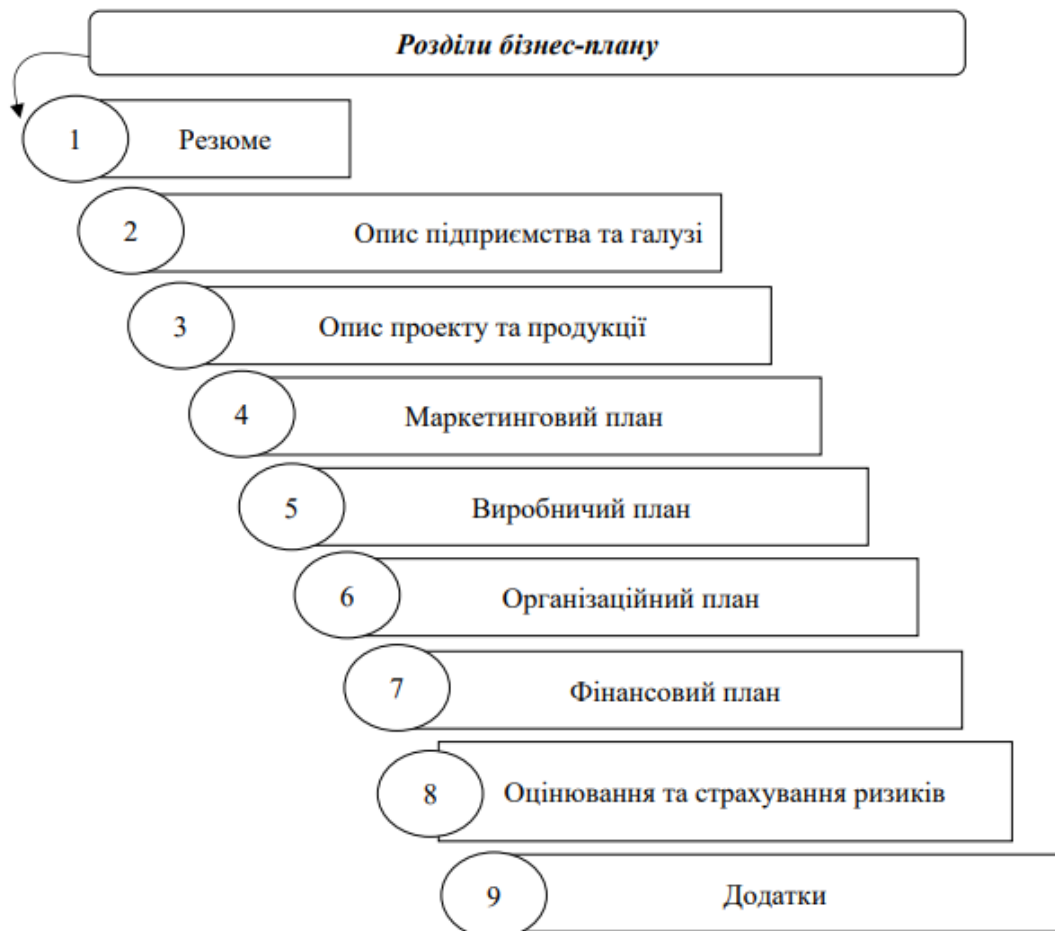 Розділи бізнес-плану
1 Резюме
2 Опис підприємства та галузі
3 Опис проекту та продукції
4 Маркетинговий план
5 Виробничий план
6 Організаційний план
7 Фінансовий план
8 Оцінювання та страхування ризиків
9 Додатки